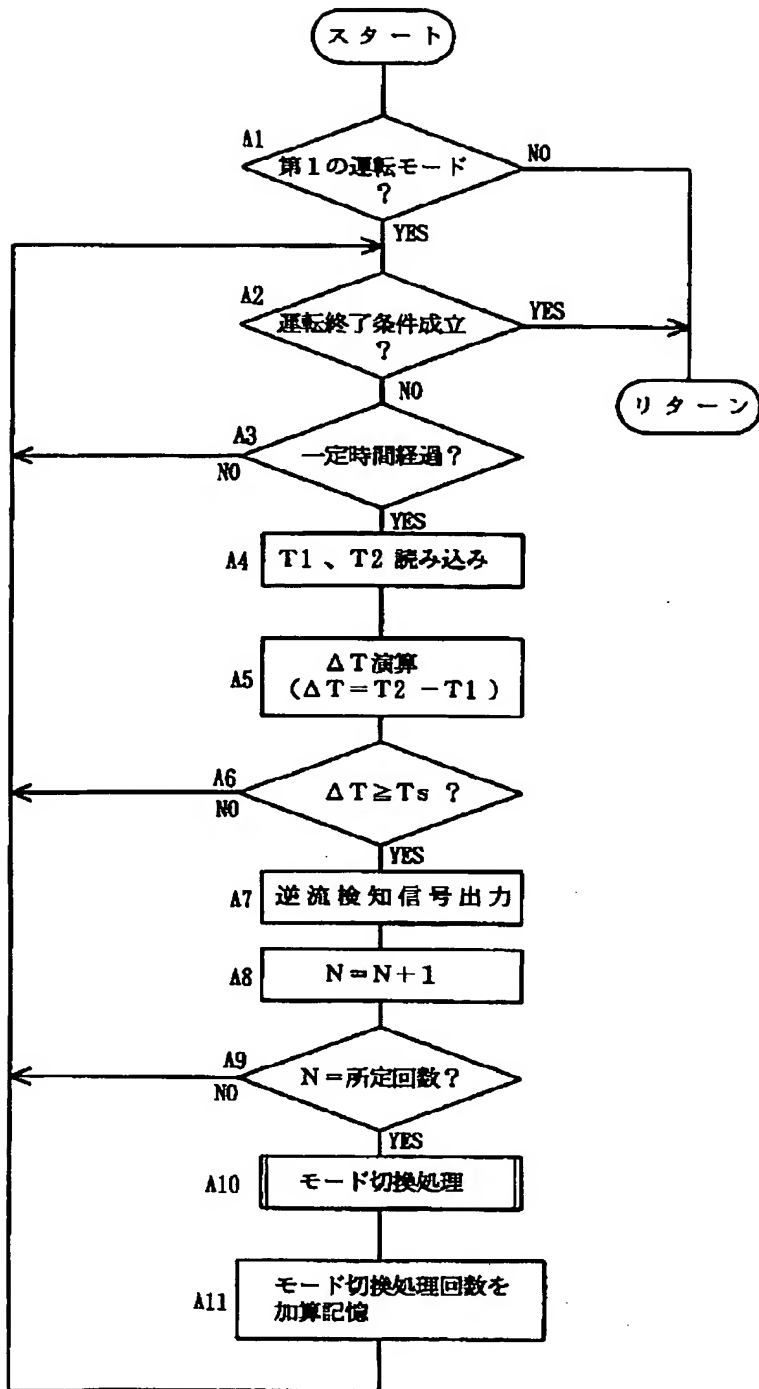 スタート
A1
第1の運転モード
?
NO
YES
A2
運転終了条件成立
?
YES
NO
リターン
A3
一定時間経過?
NO
YES
A4
T1、T2 読み込み
A5
ΔT演算
(ΔT=T2-T1)
A6
ΔT≧Ts ?
NO
YES
A7
逆流検知信号出力
A8
N=N+1
A9
N=所定回数?
NO
YES
A10
モード切換処理
A11
モード切換処理回数を
加算記憶